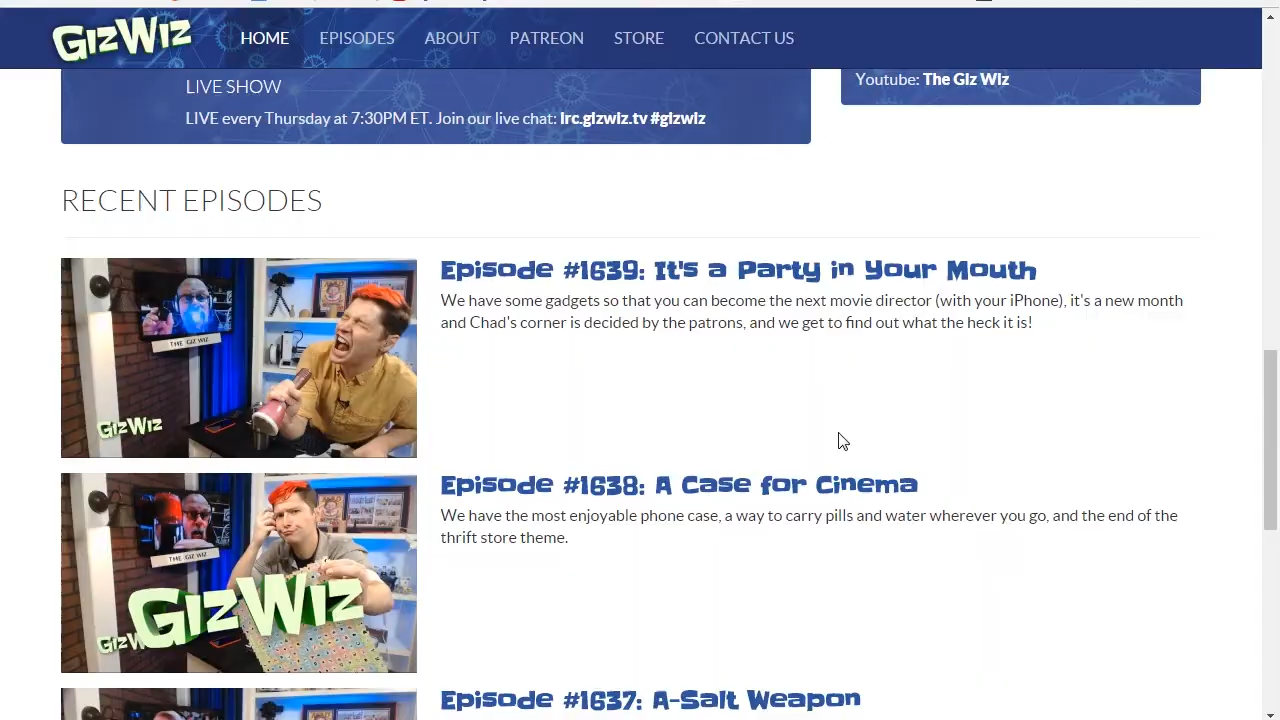 GizWiz
HOME EPISODES ABOUT PATREON STORE CONTACT US
LIVE SHOW
LIVE every Thursday at 7:30PM ET. Join our live chat: irc.gizwiz.tv #gizwiz
Youtube: The Giz Wiz
RECENT EPISODES
THE GIZ WIZ
GizWiz
Episode #1639: It's a Party in Your Mouth
We have some gadgets so that you can become the next movie director (with your iPhone), it's a new month
and Chad's corner is decided by the patrons, and we get to find out what the heck it is!
THE GIZ WIZ
GizWiz
GizW
Episode #1638: A Case for Cinema
We have the most enjoyable phone case, a way to carry pills and water wherever you go, and the end of the
thrift store theme.
Episode #1637: A-Salt Weapon